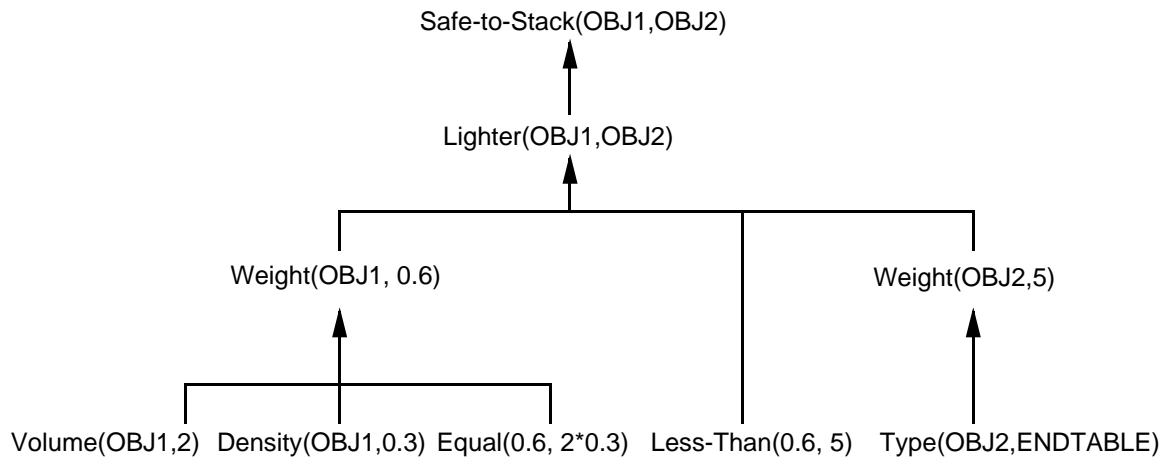 Safe-to-Stack(OBJ1,OBJ2)
Lighter(OBJ1,OBJ2)
Weight(OBJ1, 0.6)
Weight(OBJ2,5)
Volume(OBJ1,2)
Density(OBJ1,0.3)
Equal(0.6, 2*0.3)
Less-Than(0.6, 5)
Type(OBJ2,ENDTABLE)